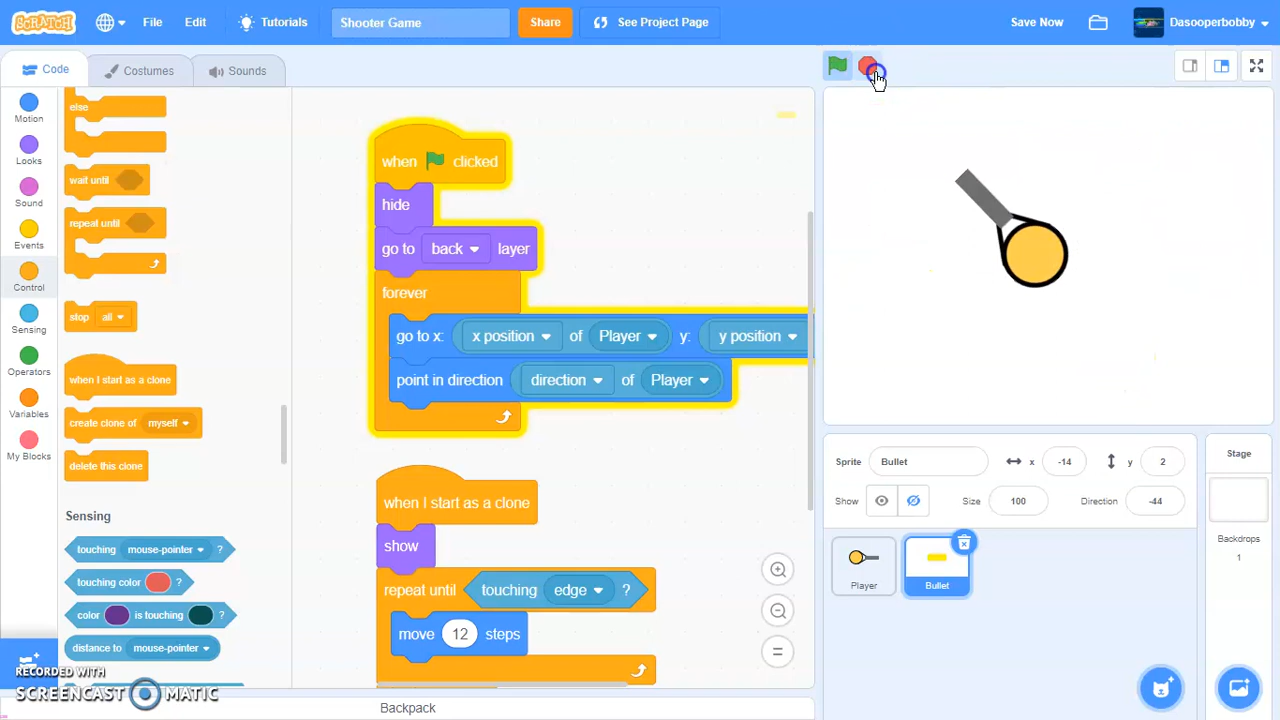 SCRATCH
File
Edit
Tutorials
Shooter Game
Share
See Project Page
Save Now
Dasooperbobby
Code
Costumes
Sounds
Motion
Looks
Sound
Events
Control
Sensing
Operators
Variables
My Blocks
else
wait until
repeat until
stop all
when I start as a clone
create clone of myself
delete this clone
Sensing
touching mouse-pointer ?
touching color ?
color is touching ?
distance to mouse-pointer
when clicked
hide
go to back layer
forever
go to x: x position of Player y: y position
point in direction direction of Player
when I start as a clone
show
repeat until touching edge ?
move 12 steps
Sprite Bullet x -14 y 2
Show Size 100 Direction -44
Player
Bullet
Stage
Backdrops
1
Backpack
RECORDED WITH
SCREENCAST MATIC